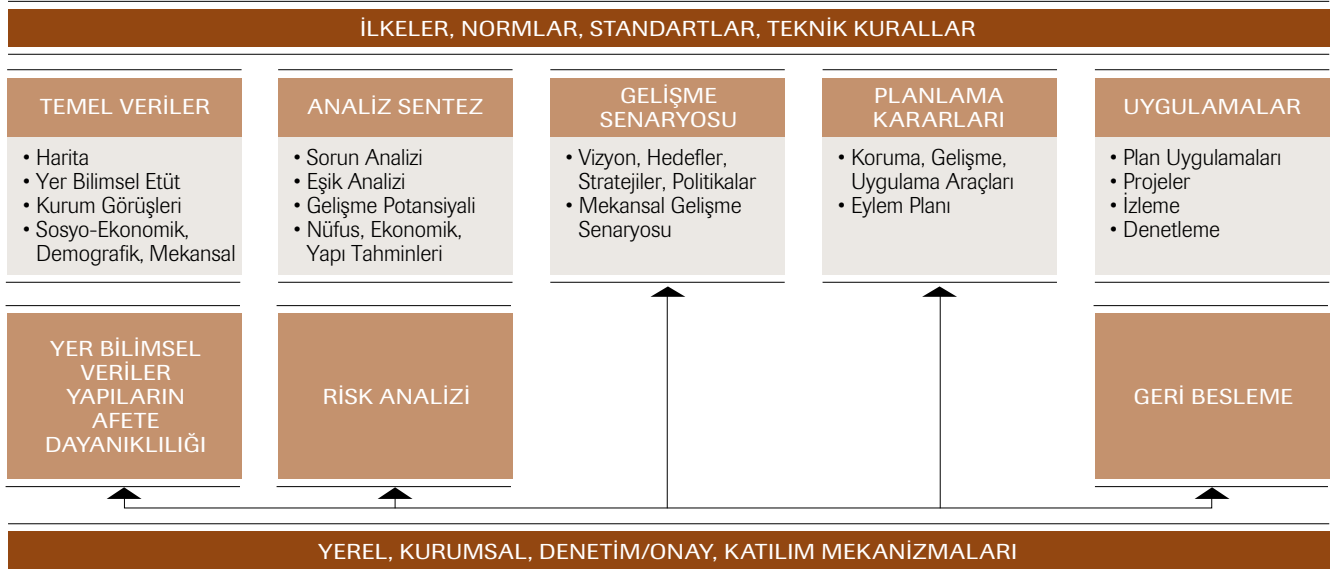 İLKELER, NORMLAR, STANDARTLAR, TEKNİK KURALLAR
TEMEL VERİLER
• Harita
• Yer Bilimsel Etüt
• Kurum Görüşleri
• Sosyo-Ekonomik,
Demografik, Mekansal
ANALİZ SENTEZ
• Sorun Analizi
• Eşik Analizi
• Gelişme Potansiyali
• Nüfus, Ekonomik,
Yapı Tahminleri
GELİŞME
SENARYOSU
• Vizyon, Hedefler,
Stratejiler, Politikalar
• Mekansal Gelişme
Senaryosu
PLANLAMA
KARARLARI
• Koruma, Gelişme,
Uygulama Araçları
• Eylem Planı
UYGULAMALAR
• Plan Uygulamaları
• Projeler
• İzleme
• Denetleme
YER BİLİMSEL
VERİLER
YAPILARIN
AFETE
DAYANIKLILIĞI
RİSK ANALİZİ
GERİ BESLEME
YEREL, KURUMSAL, DENETİM/ONAY, KATILIM MEKANİZMALARI